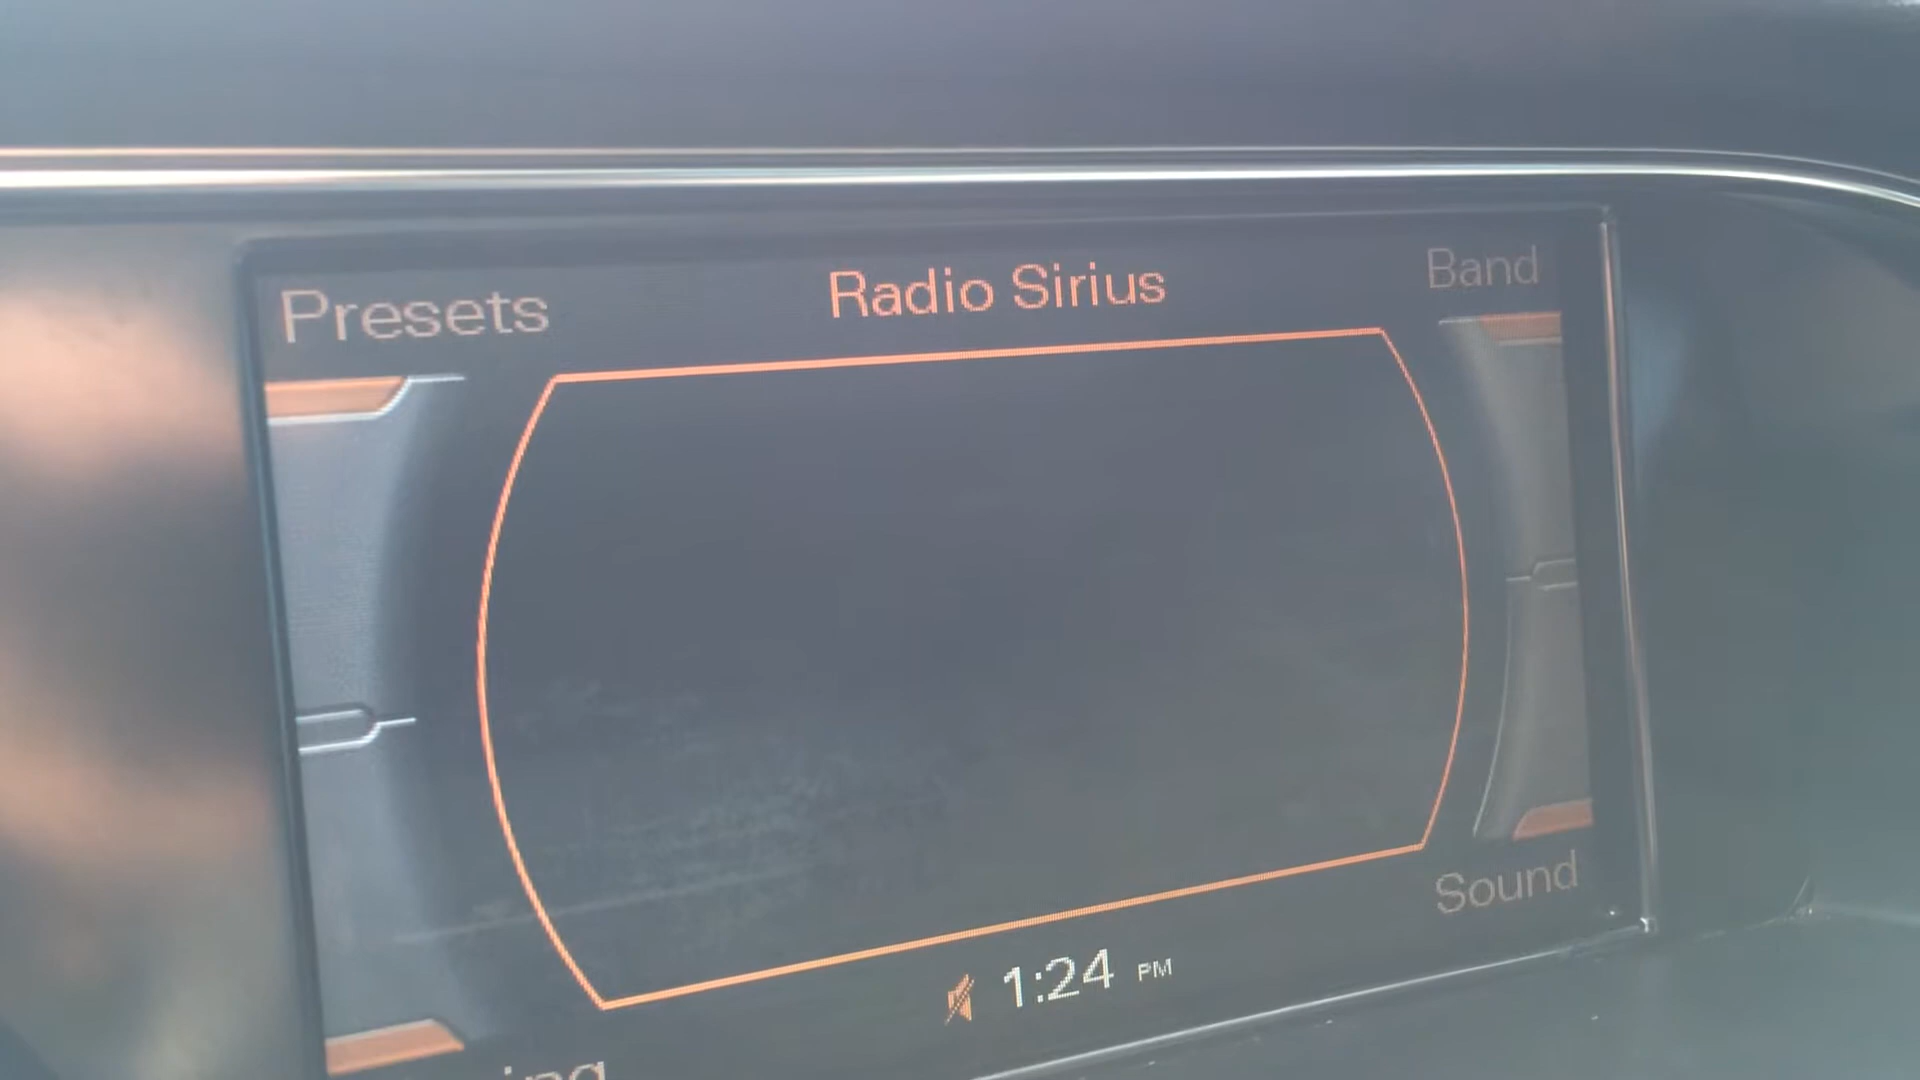 Presets
Radio Sirius
Band
Sound
1:24 PM